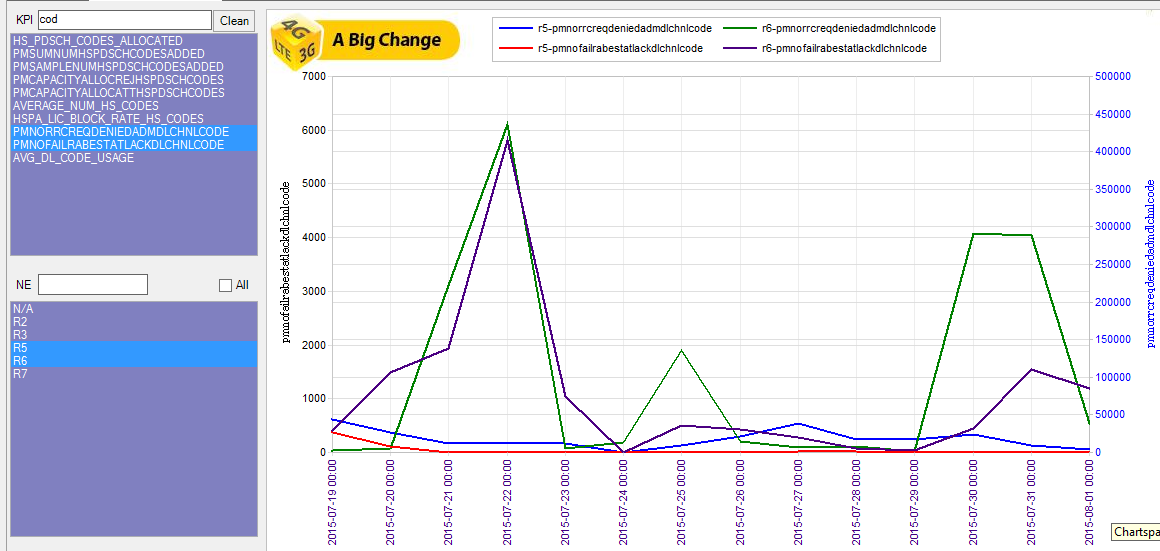 KPI cod Clean
HS_PDSCH_CODES_ALLOCATED
PMSUMNUMHSPDSCHCODESADDED
PMSAMPLENUMHSPDSCHCODESADDED
PMCAPACITYALLOCREJHSPDSCHCODES
PMCAPACITYALLOCATTHSPDSCHCODES
AVERAGE_NUM_HS_CODES
HSPA_LIC_BLOCK_RATE_HS_CODES
PMNORRCREQDENIEDADMDLCHNLCODE
PMNOFAILRABESTATLACKDLCHNLCODE
AVG_DL_CODE_USAGE
NE All
N/A
R2
R3
R5
R6
R7
4G
LTE 3G
A Big Change
r5-pmnorrcreqdeniedadmdlchnlcode r6-pmnorrcreqdeniedadmdlchnlcode
r5-pmnofailrabestatlackdlchnlcode r6-pmnofailrabestatlackdlchnlcode
pmnofailrabestatlackdlchnlcode
7000
6000
5000
4000
3000
2000
1000
0
500000
450000
400000
350000
300000
250000
200000
150000
100000
50000
0
pmnorrcreqdeniedadmdlchnlcode
2015-07-19 00:00
2015-07-20 00:00
2015-07-21 00:00
2015-07-22 00:00
2015-07-23 00:00
2015-07-24 00:00
2015-07-25 00:00
2015-07-26 00:00
2015-07-27 00:00
2015-07-28 00:00
2015-07-29 00:00
2015-07-30 00:00
2015-07-31 00:00
2015-08-01 00:00
Chartspa